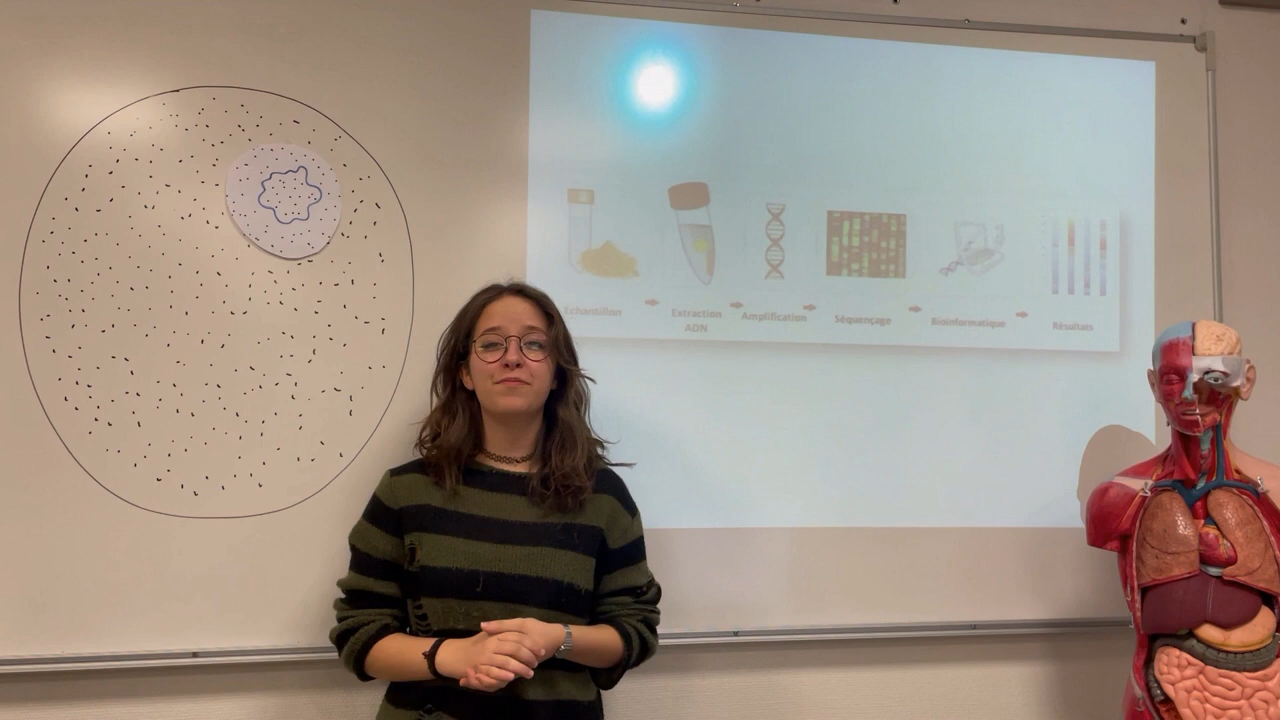 Echantillon
Extraction
ADN
Amplification
Séquençage
Bioinformatique
Résultats